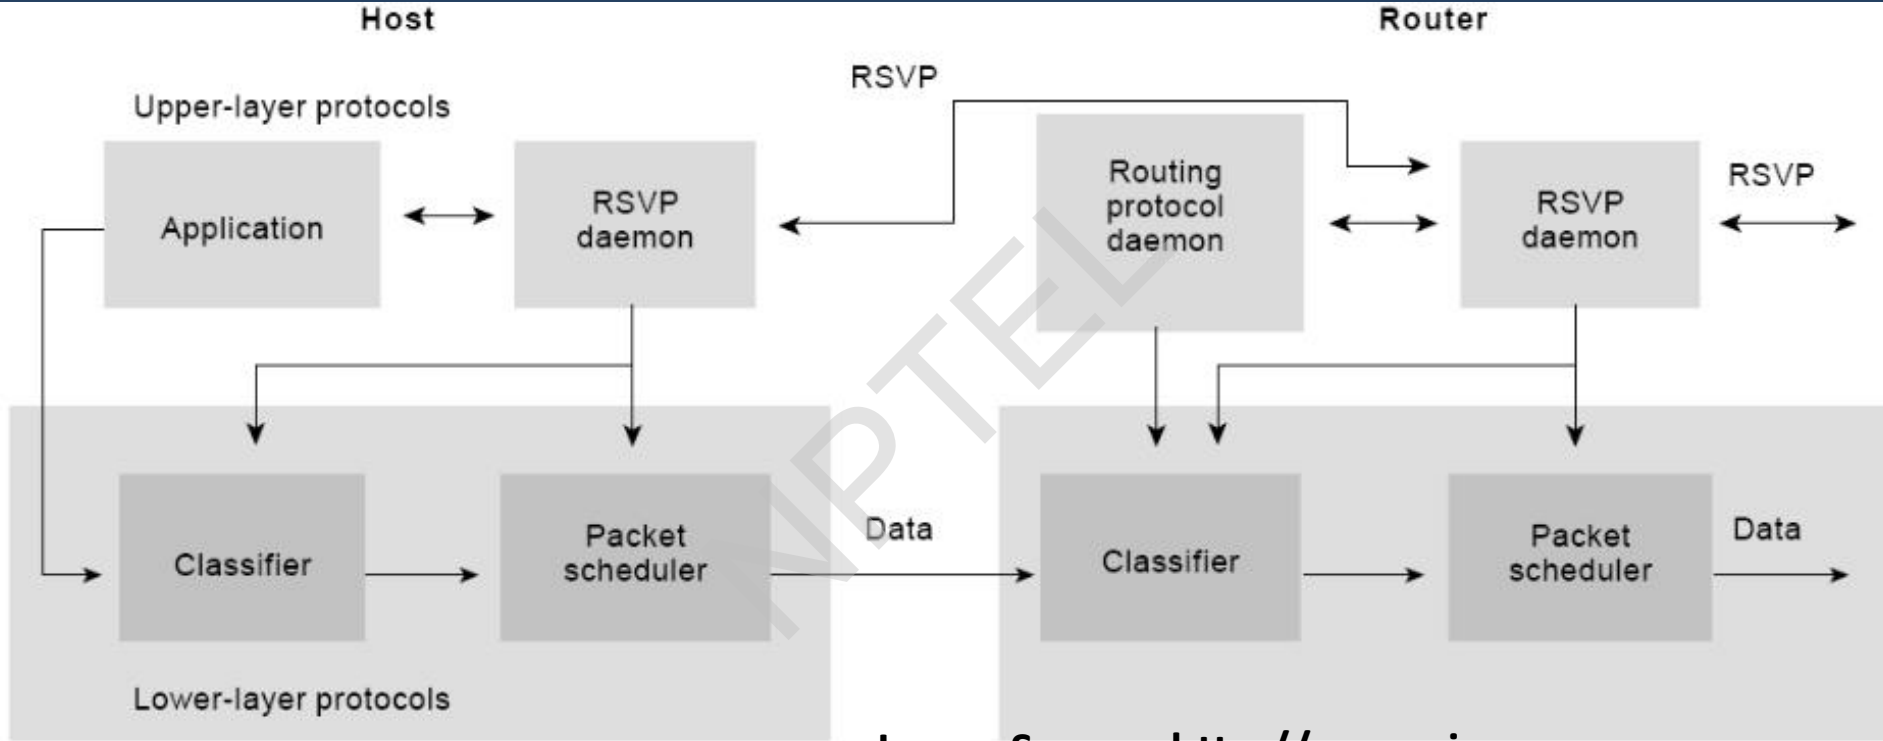 Host
Router
RSVP
Upper-layer protocols
Application
RSVP
daemon
Routing
protocol
daemon
RSVP
daemon
RSVP
Classifier
Packet
scheduler
Data
Classifier
Packet
scheduler
Data
Lower-layer protocols
NPTEL